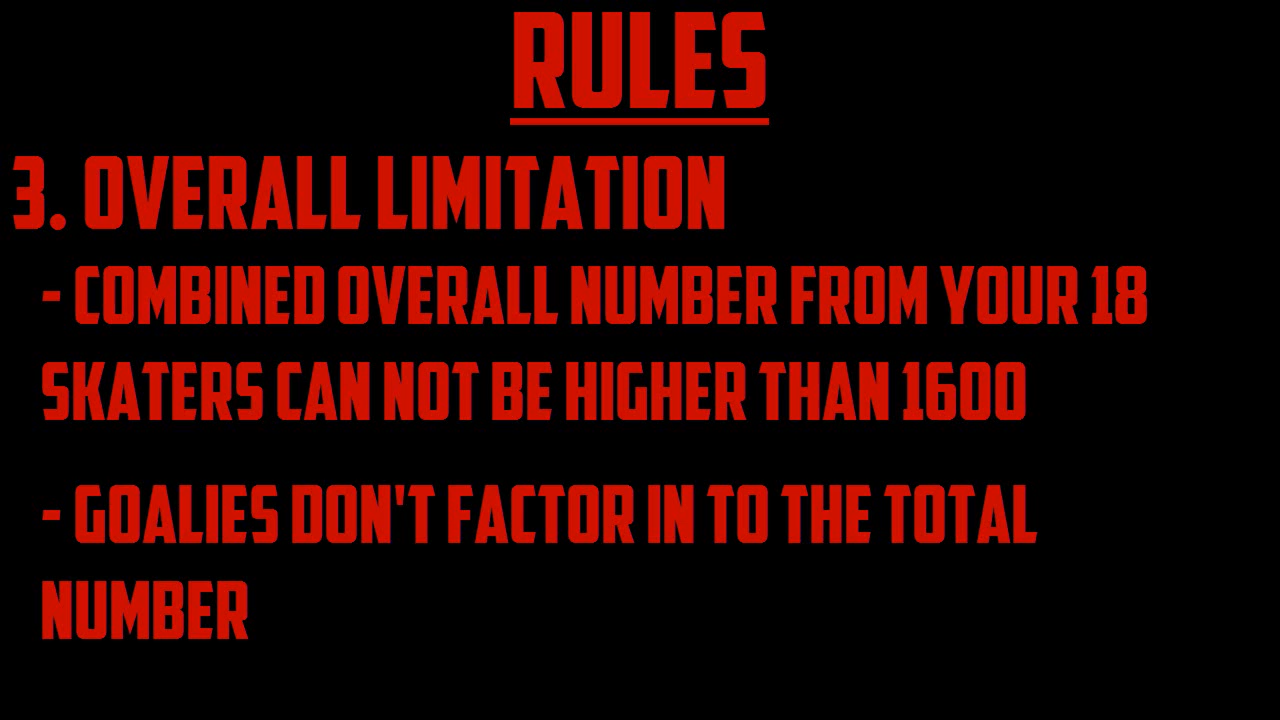 RULES
3. OVERALL LIMITATION
- COMBINED OVERALL NUMBER FROM YOUR 18
SKATERS CAN NOT BE HIGHER THAN 1600
- GOALIES DON'T FACTOR IN TO THE TOTAL
NUMBER